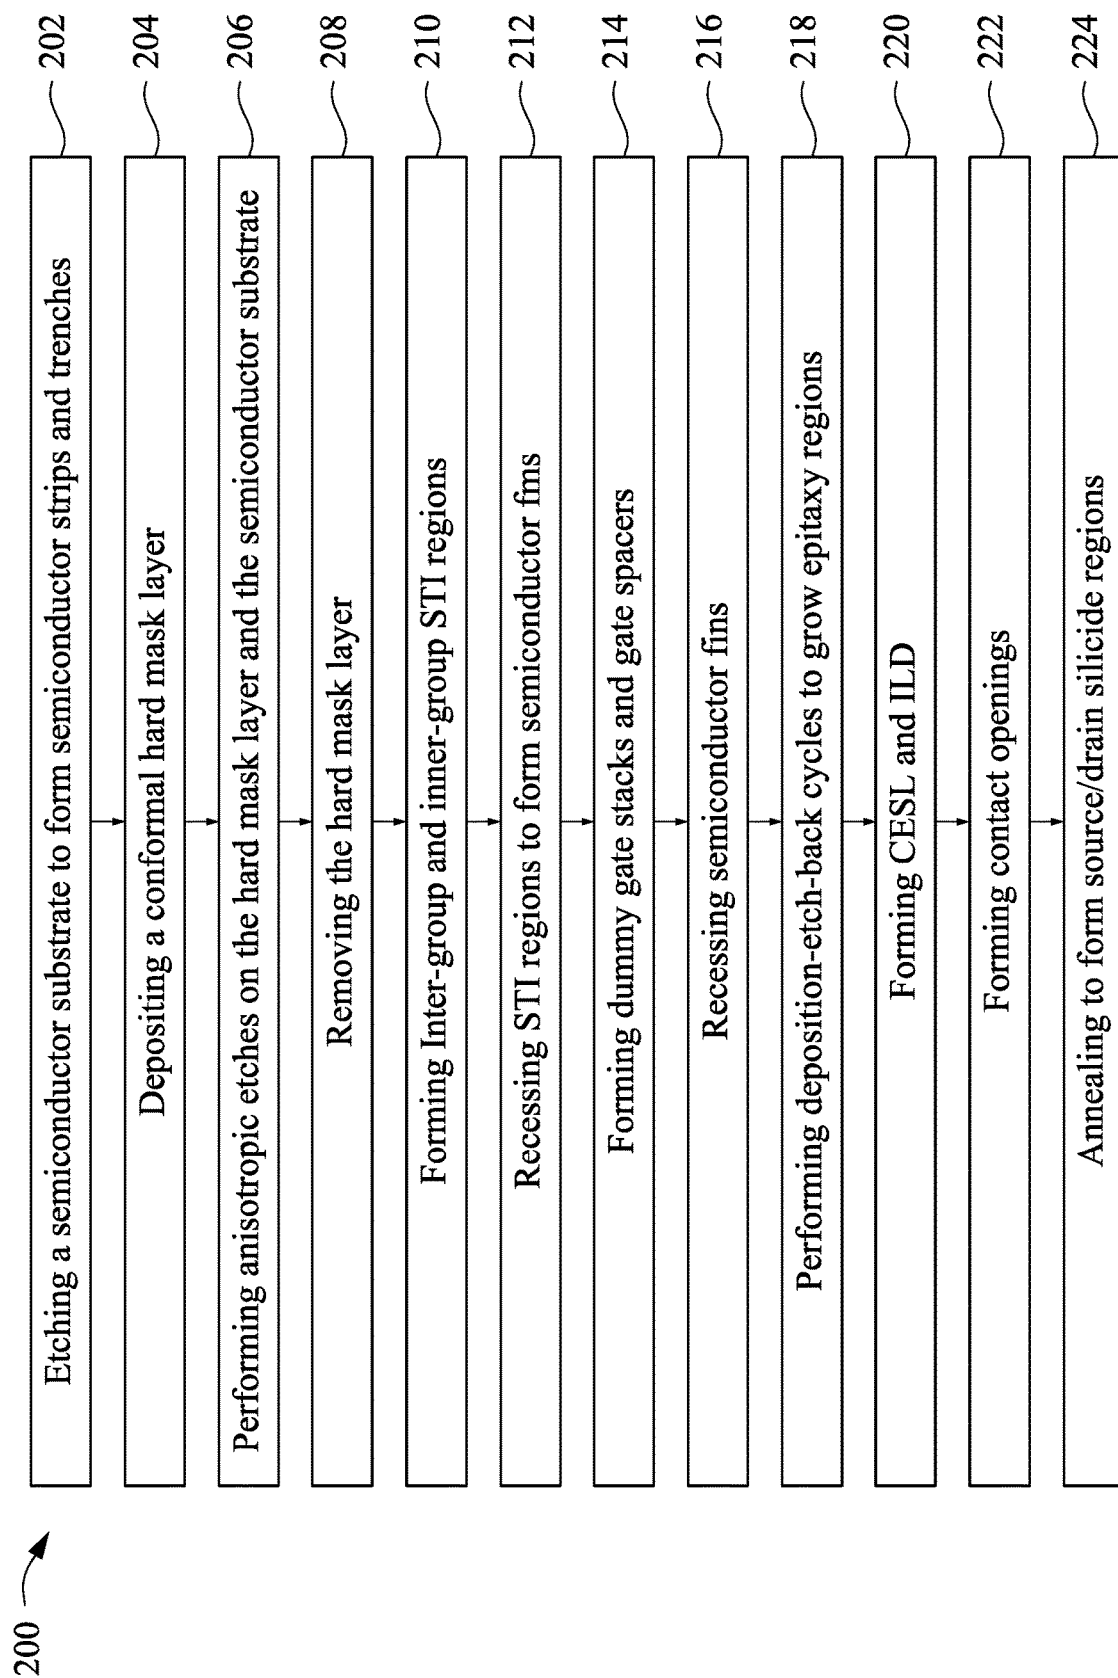 200
Etching a semiconductor substrate to form semiconductor strips and trenches 202
Depositing a conformal hard mask layer 204
Performing anisotropic etches on the hard mask layer and the semiconductor substrate 206
Removing the hard mask layer 208
Forming Inter-group and inner-group STI regions 210
Recessing STI regions to form semiconductor fins 212
Forming dummy gate stacks and gate spacers 214
Recessing semiconductor fins 216
Performing deposition-etch-back cycles to grow epitaxy regions 218
Forming CESL and ILD 220
Forming contact openings 222
Annealing to form source/drain silicide regions 224